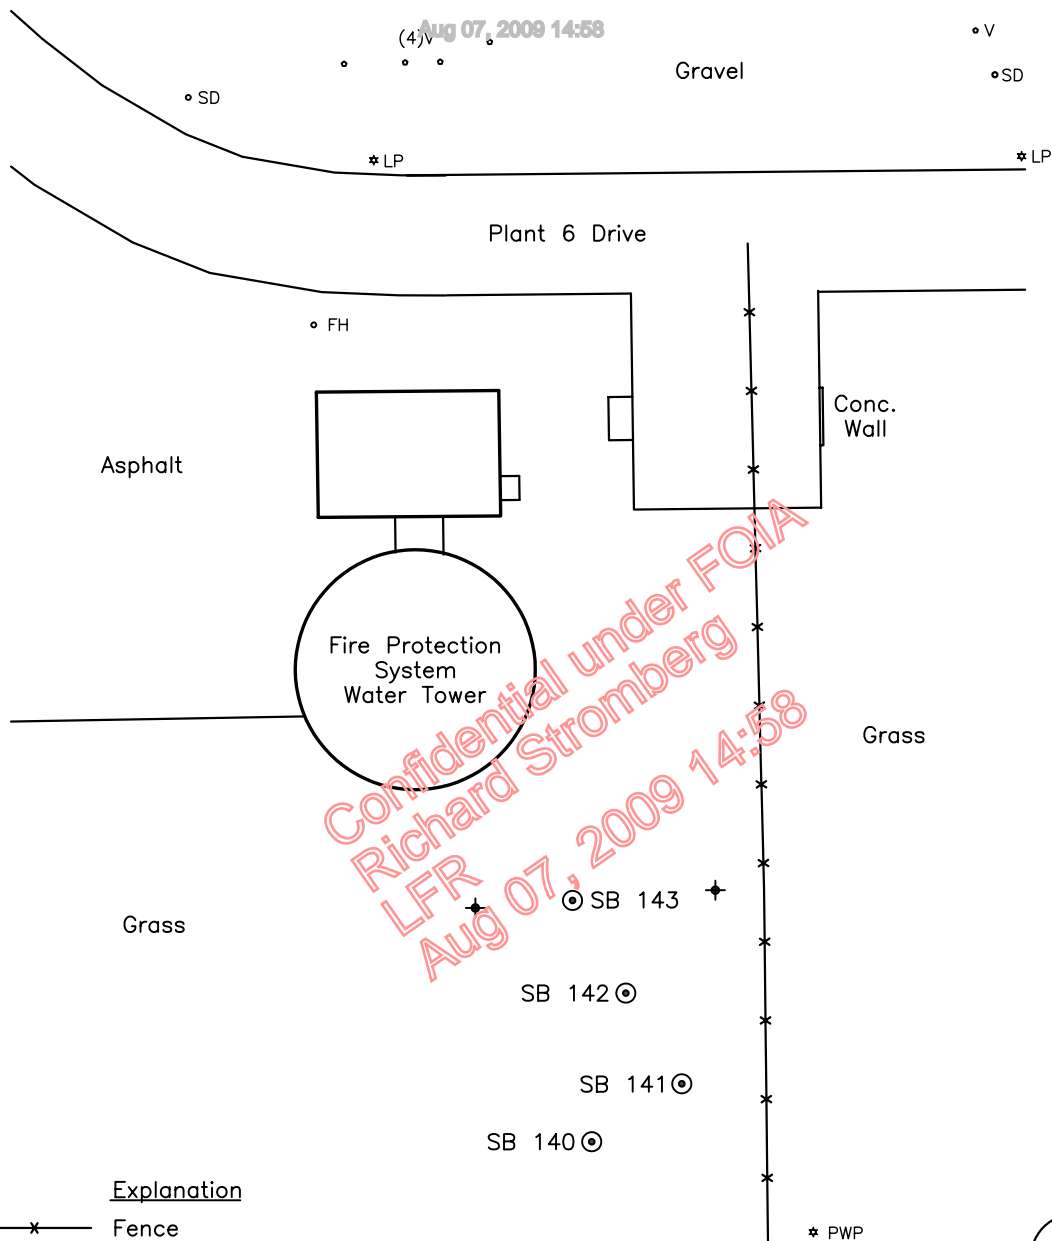 Aug 07, 2009 14:58
(4)V
V
Gravel
SD
SD
LP
LP
Plant 6 Drive
FH
Conc.
Wall
Asphalt
Fire Protection
System
Water Tower
Confidential under FOIA
Richard Stromberg
LFR
Aug 07, 2009 14:58
Grass
SB 143
Grass
SB 142
SB 141
SB 140
Explanation
Fence
PWP